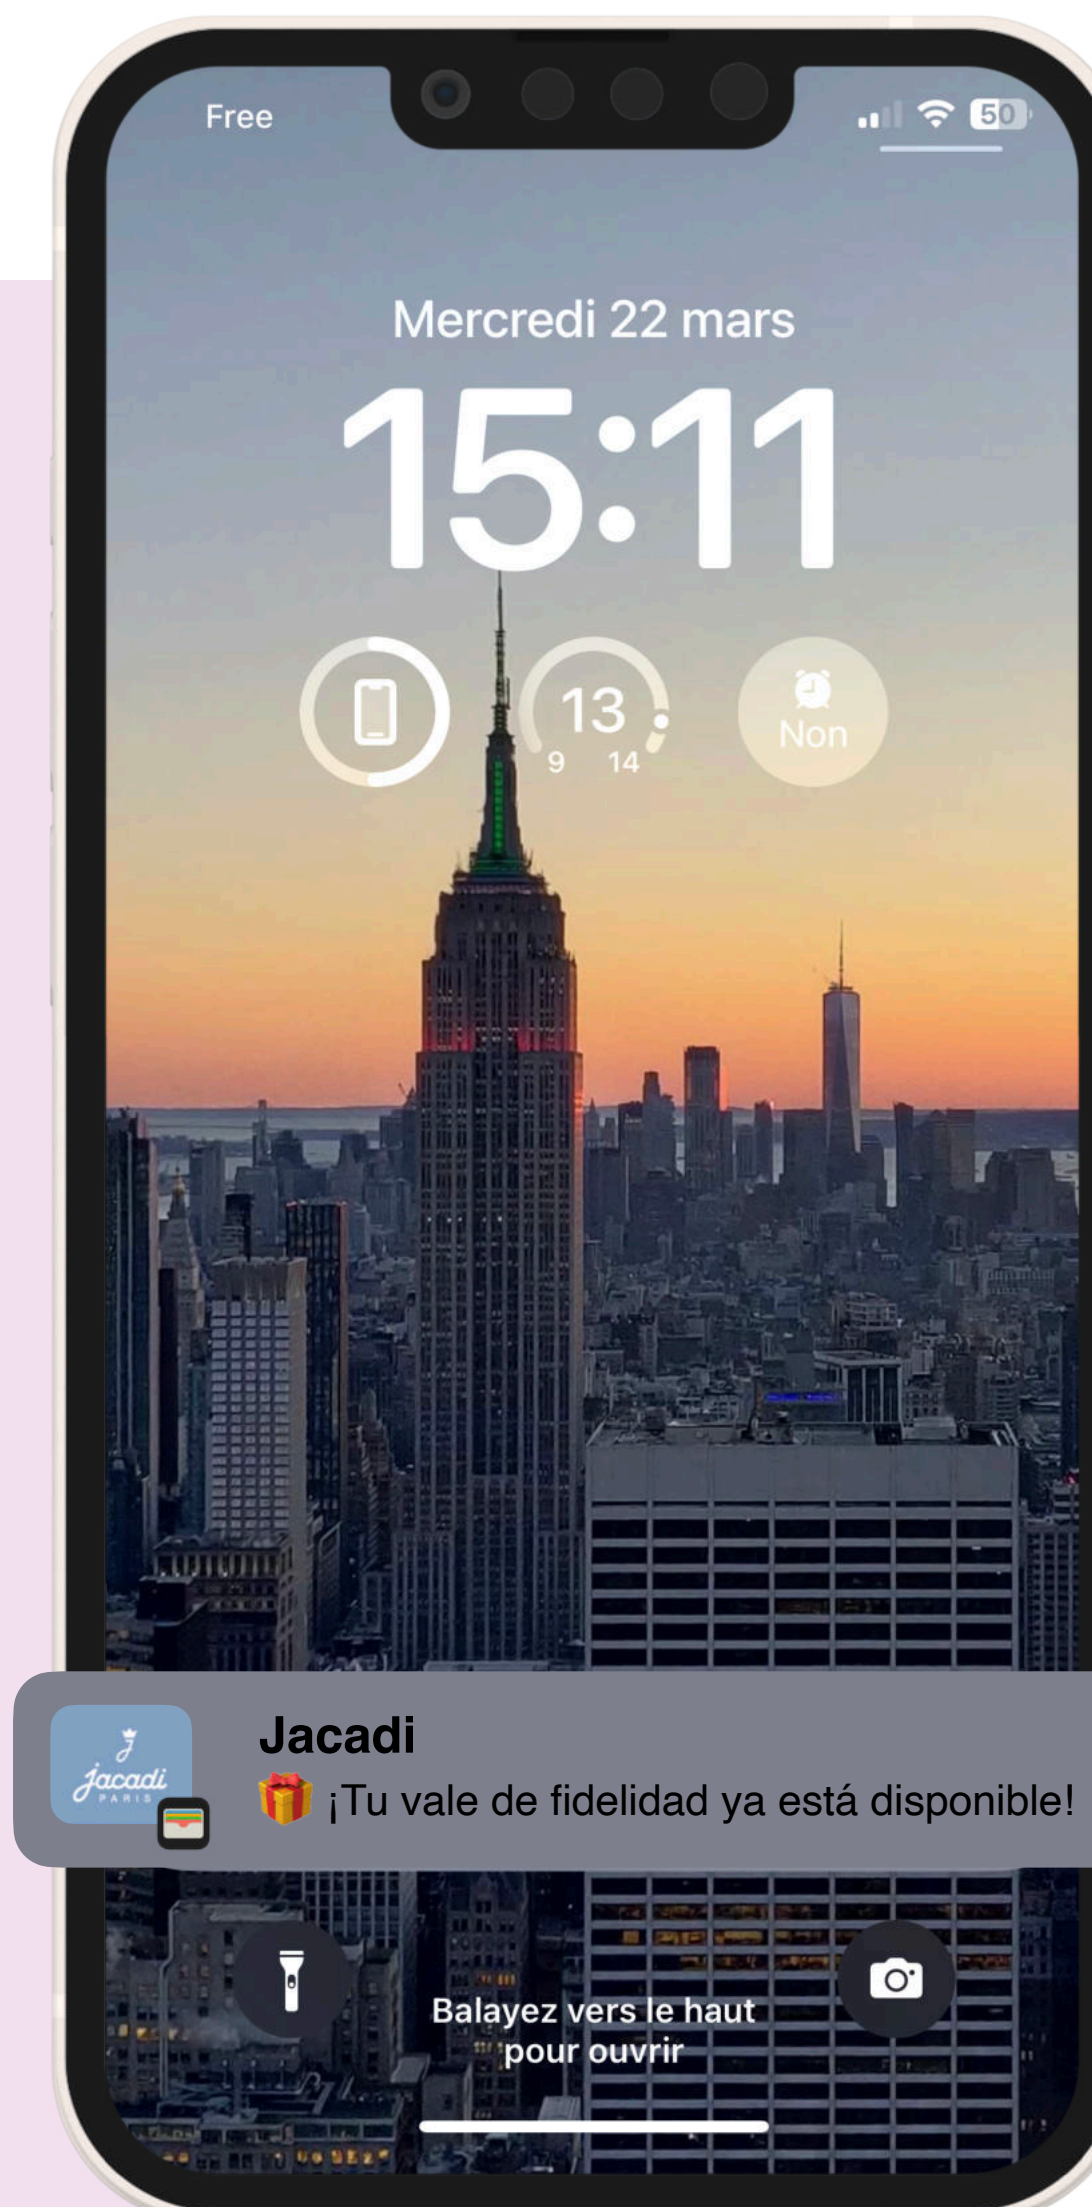 Free
50
Mercredi 22 mars
15:11
13
9 14
Non
Jacadi
jacadi
PARIS
🎁 ¡Tu vale de fidelidad ya está disponible!
Balayez vers le haut
pour ouvrir